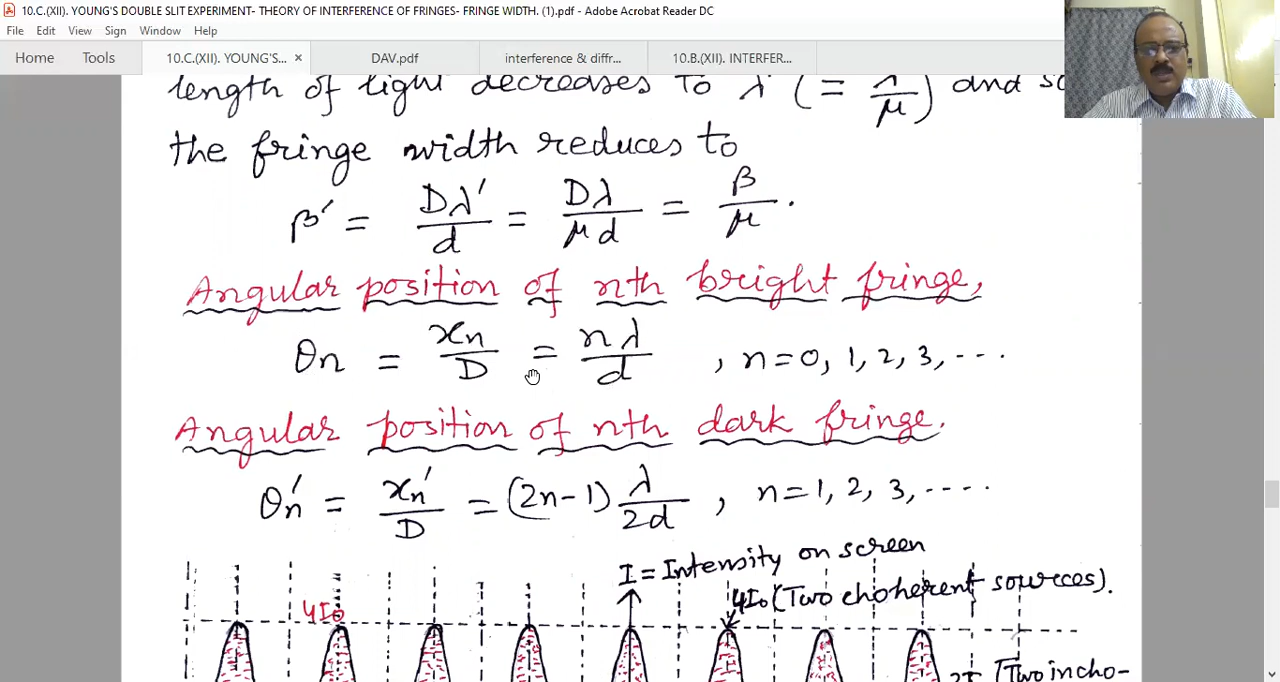 10.C.(XII). YOUNG'S DOUBLE SLIT EXPERIMENT- THEORY OF INTERFERENCE OF FRINGES- FRINGE WIDTH. (1).pdf - Adobe Acrobat Reader DC
File Edit View Sign Window Help
Home Tools 10.C.(XII). YOUNG'S... × DAV.pdf interference & diffr... 10.B.(XII). INTERFER...
length of light decreases to λ' (= λ/μ) and
the fringe width reduces to
β' = Dλ'/d = Dλ/μd = β/μ.
Angular position of nth bright fringe,
θn = xn/D = nλ/d , n=0, 1, 2, 3, ---
Angular position of nth dark fringe.
θn' = xn'/D = (2n-1) λ/2d , n=1, 2, 3, ----
I = Intensity on screen
4I0 4I0 (Two choherent sources).
(Two incho-